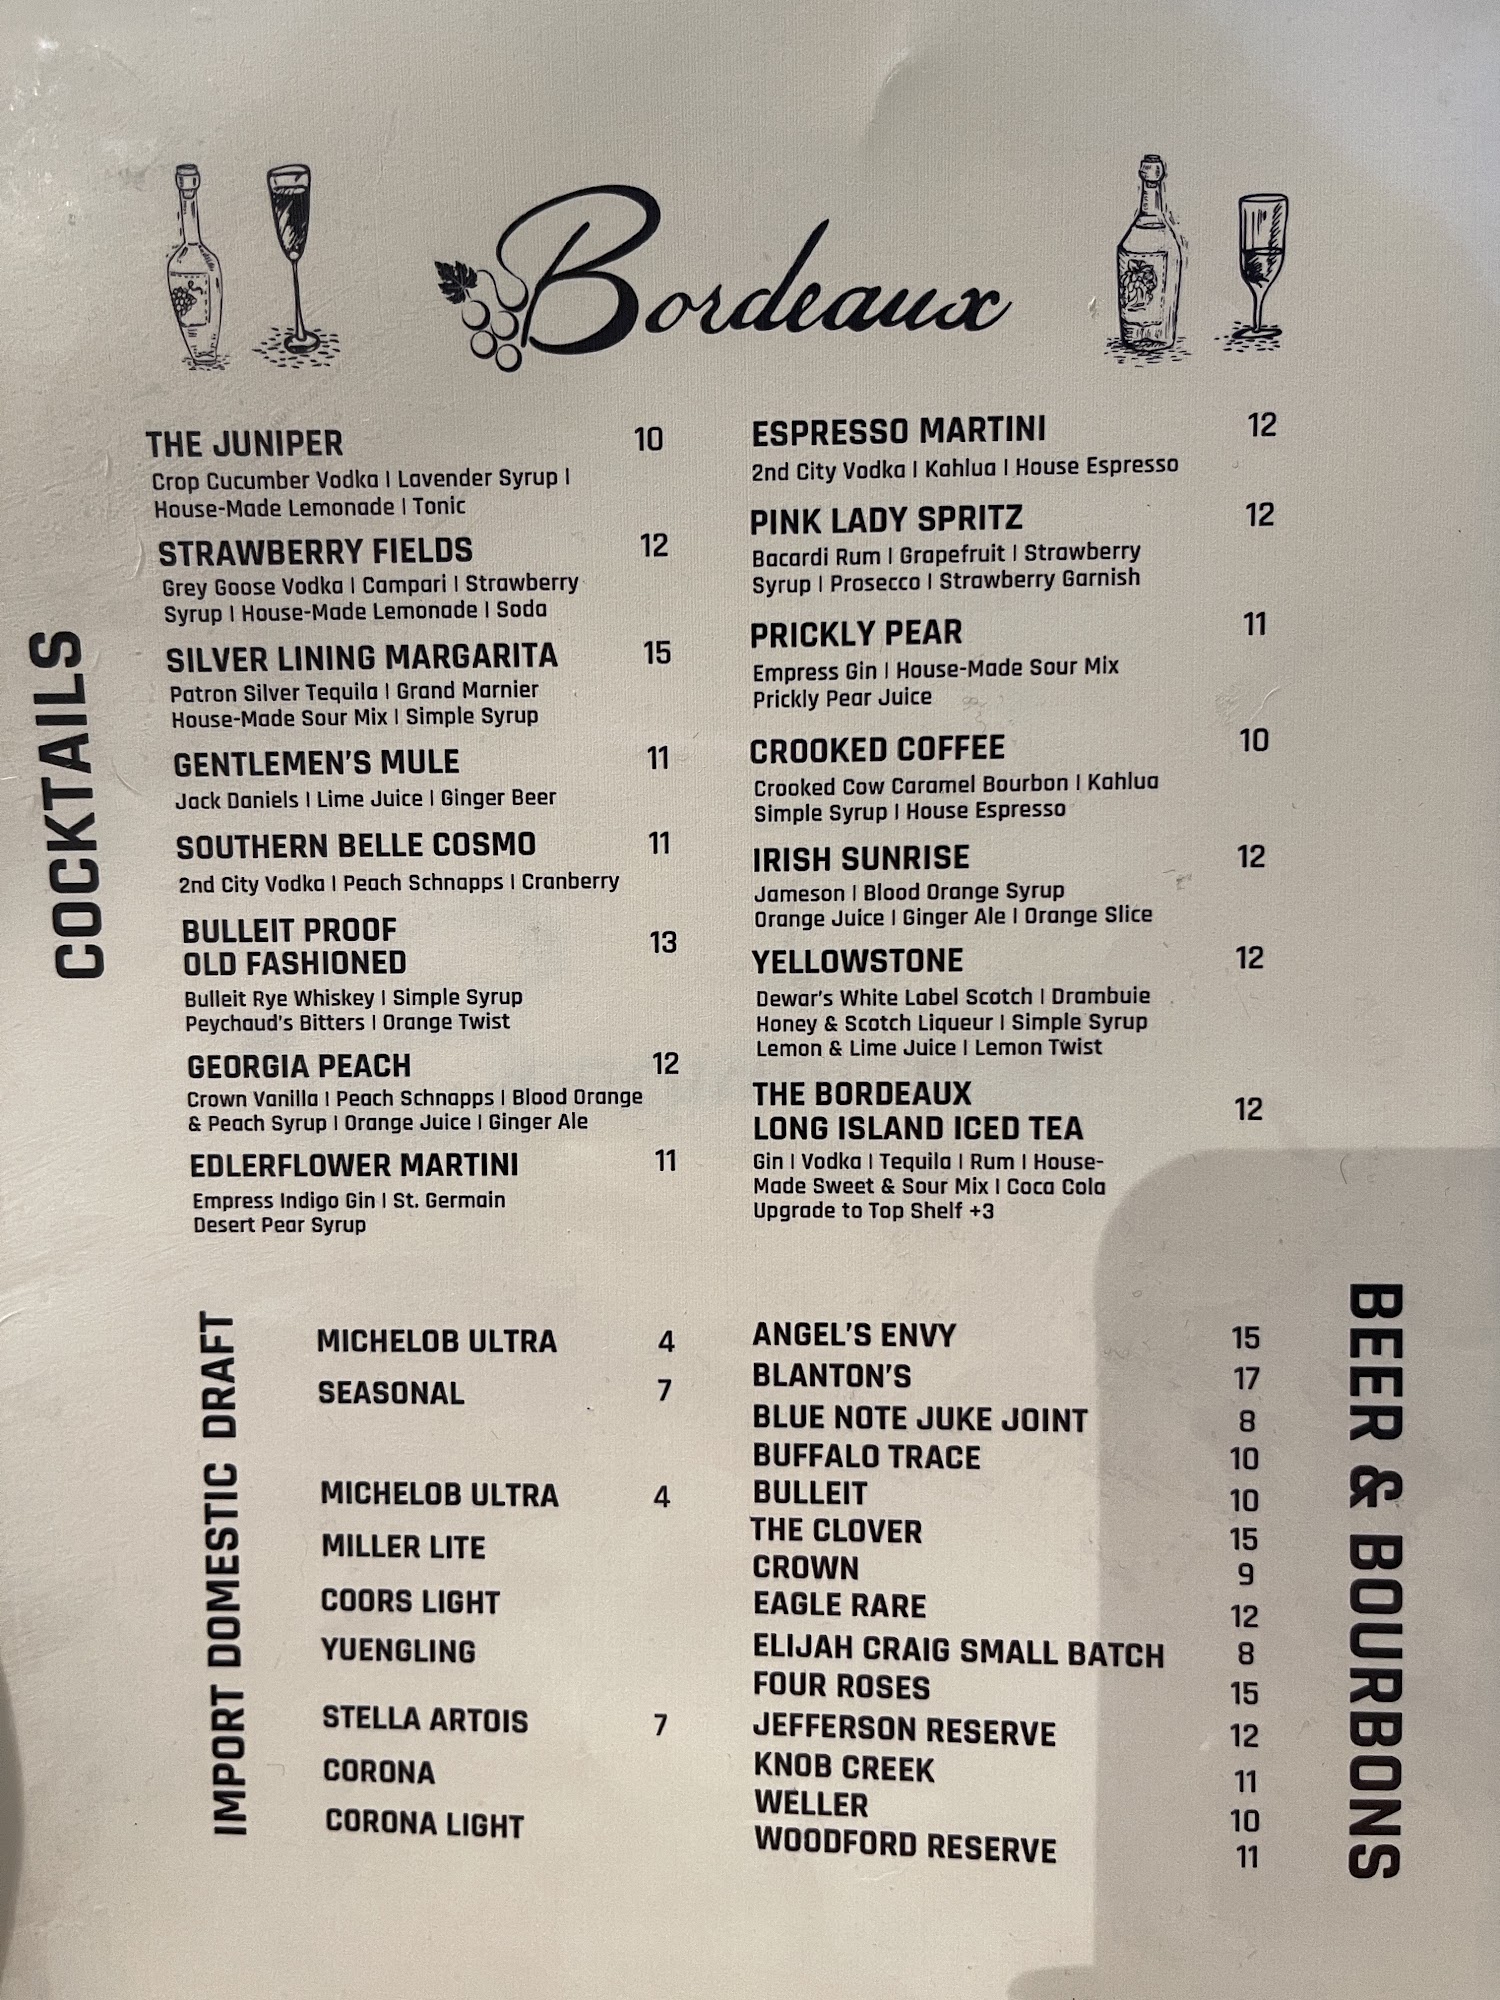 Bordeaux
COCKTAILS
THE JUNIPER 10
Crop Cucumber Vodka | Lavender Syrup |
House-Made Lemonade | Tonic
STRAWBERRY FIELDS 12
Grey Goose Vodka | Campari | Strawberry
Syrup | House-Made Lemonade | Soda
SILVER LINING MARGARITA 15
Patron Silver Tequila | Grand Marnier
House-Made Sour Mix | Simple Syrup
GENTLEMEN'S MULE 11
Jack Daniels | Lime Juice | Ginger Beer
SOUTHERN BELLE COSMO 11
2nd City Vodka | Peach Schnapps | Cranberry
BULLEIT PROOF
OLD FASHIONED 13
Bulleit Rye Whiskey | Simple Syrup
Peychaud's Bitters | Orange Twist
GEORGIA PEACH 12
Crown Vanilla | Peach Schnapps | Blood Orange
& Peach Syrup | Orange Juice | Ginger Ale
EDLERFLOWER MARTINI 11
Empress Indigo Gin | St. Germain
Desert Pear Syrup
ESPRESSO MARTINI 12
2nd City Vodka | Kahlua | House Espresso
PINK LADY SPRITZ 12
Bacardi Rum | Grapefruit | Strawberry
Syrup | Prosecco | Strawberry Garnish
PRICKLY PEAR 11
Empress Gin | House-Made Sour Mix
Prickly Pear Juice
CROOKED COFFEE 10
Crooked Cow Caramel Bourbon | Kahlua
Simple Syrup | House Espresso
IRISH SUNRISE 12
Jameson | Blood Orange Syrup
Orange Juice | Ginger Ale | Orange Slice
YELLOWSTONE 12
Dewar's White Label Scotch | Drambuie
Honey & Scotch Liqueur | Simple Syrup
Lemon & Lime Juice | Lemon Twist
THE BORDEAUX
LONG ISLAND ICED TEA 12
Gin | Vodka | Tequila | Rum | House-
Made Sweet & Sour Mix | Coca Cola
Upgrade to Top Shelf +3
DRAFT
MICHELOB ULTRA 4
SEASONAL 7
DOMESTIC
MICHELOB ULTRA 4
MILLER LITE
COORS LIGHT
YUENGLING
IMPORT
STELLA ARTOIS 7
CORONA
CORONA LIGHT
BEER & BOURBONS
ANGEL'S ENVY 15
BLANTON'S 17
BLUE NOTE JUKE JOINT 8
BUFFALO TRACE 10
BULLEIT 10
THE CLOVER 15
CROWN 9
EAGLE RARE 12
ELIJAH CRAIG SMALL BATCH 8
FOUR ROSES 15
JEFFERSON RESERVE 12
KNOB CREEK 11
WELLER 10
WOODFORD RESERVE 11